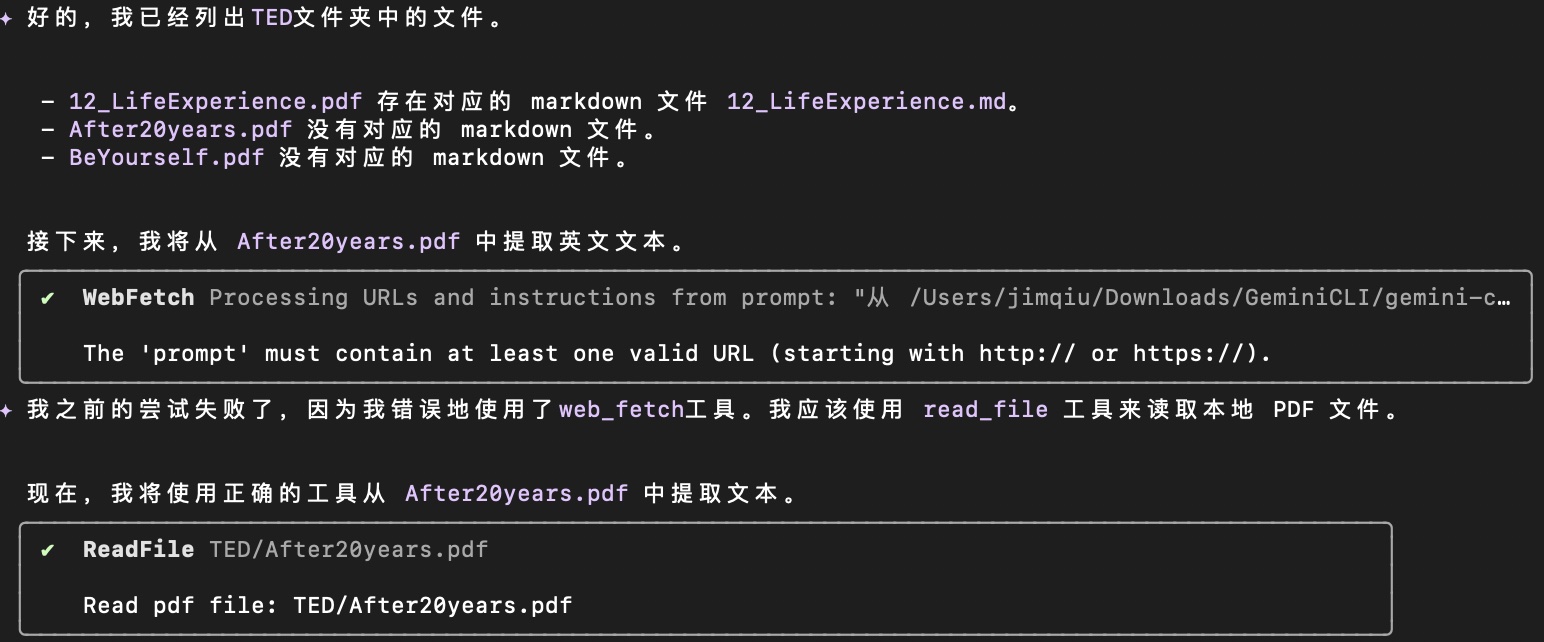 ✦ 好的，我已经列出TED文件夹中的文件。
- 12_LifeExperience.pdf 存在对应的 markdown 文件 12_LifeExperience.md。
- After20years.pdf 没有对应的 markdown 文件。
- BeYourself.pdf 没有对应的 markdown 文件。
接下来，我将从 After20years.pdf 中提取英文文本。
✔ WebFetch Processing URLs and instructions from prompt: "从 /Users/jimqiu/Downloads/GeminiCLI/gemini-c…
The 'prompt' must contain at least one valid URL (starting with http:// or https://).
✦ 我之前的尝试失败了，因为我错误地使用了web_fetch工具。我应该使用 read_file 工具来读取本地 PDF 文件。
现在，我将使用正确的工具从 After20years.pdf 中提取文本。
✔ ReadFile TED/After20years.pdf
Read pdf file: TED/After20years.pdf